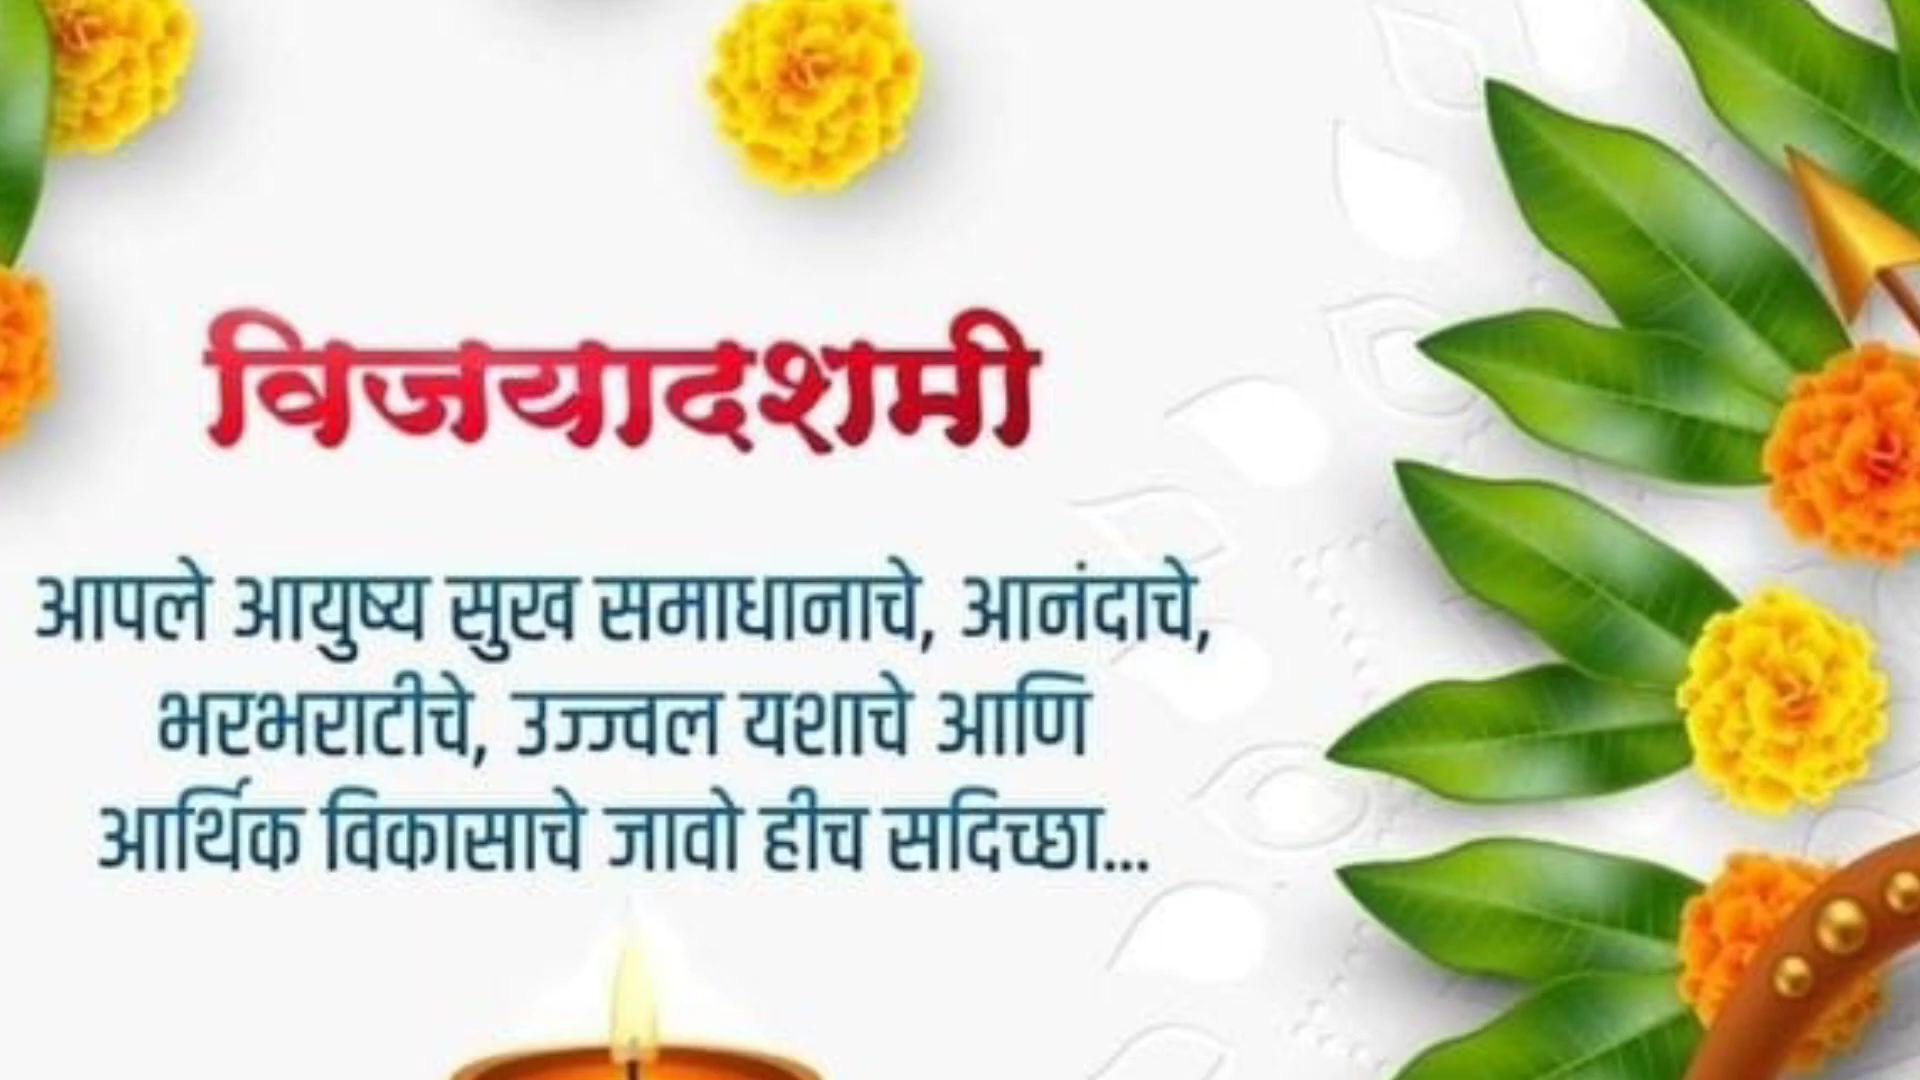 विजयादशमी
आपले आयुष्य सुख समाधानाचे, आनंदाचे,
भरभराटीचे, उज्ज्वल यशाचे आणि
आर्थिक विकासाचे जावो हीच सदिच्छा...